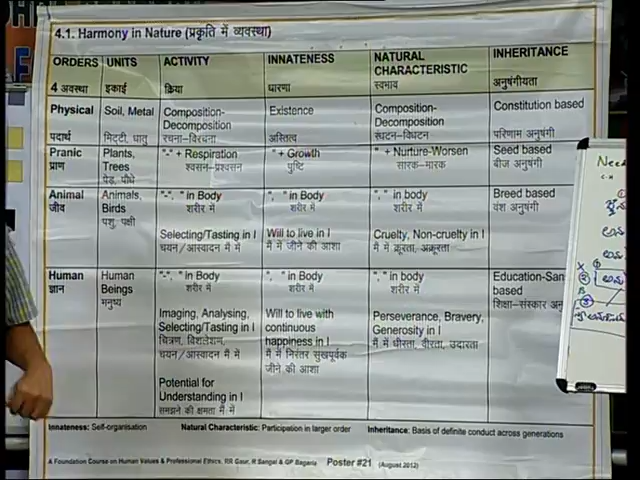 4.1. Harmony in Nature (प्रकृति में व्यवस्था)
ORDERS UNITS ACTIVITY INNATENESS NATURAL CHARACTERISTIC INHERITANCE
4 अवस्था इकाई क्रिया धारणा स्वभाव अनुषंगीयता
Physical Soil, Metal Composition- Existence Composition- Constitution based
Decomposition Decomposition
पदार्थ मिट्टी, धातु रचना-विरचना अस्तित्व संघटन-विघटन परिणाम अनुषंगी
Pranic Plants, "-" + Respiration " + Growth " + Nurture-Worsen Seed based
प्राण Trees श्वसन-प्रश्वसन पुष्टि सारक-मारक बीज अनुषंगी
पेड़, पौधे
Animal Animals, "-, " in Body ", " in Body "," in body Breed based
जीव Birds शरीर में शरीर में शरीर में वंश अनुषंगी
पशु, पक्षी
Selecting/Tasting in I Will to live in I Cruelty, Non-cruelty in I
चयन/आस्वादन मैं में मैं में जीने की आशा मैं में क्रूरता, अक्रूरता
Human Human "-, " in Body ", " in Body "," in body Education-San
ज्ञान Beings शरीर में शरीर में शरीर में based
मनुष्य शिक्षा-संस्कार
Imaging, Analysing, Will to live with Perseverance, Bravery,
Selecting/Tasting in I continuous Generosity in I
चित्रण, विश्लेशण, happiness in I मैं में धीरता, वीरता, उदारता
चयन/आस्वादन मैं में मैं में निरंतर सुखपूर्वक
जीने की आशा
Potential for
Understanding in I
समझने की क्षमता मैं में
Innateness: Self-organisation Natural Characteristic: Participation in larger order Inheritance: Basis of definite conduct across generations
A Foundation Course on Human Values & Professional Ethics, RR Gaur, R Sangal & GP Bagaria Poster #21 (August 2012)
Need